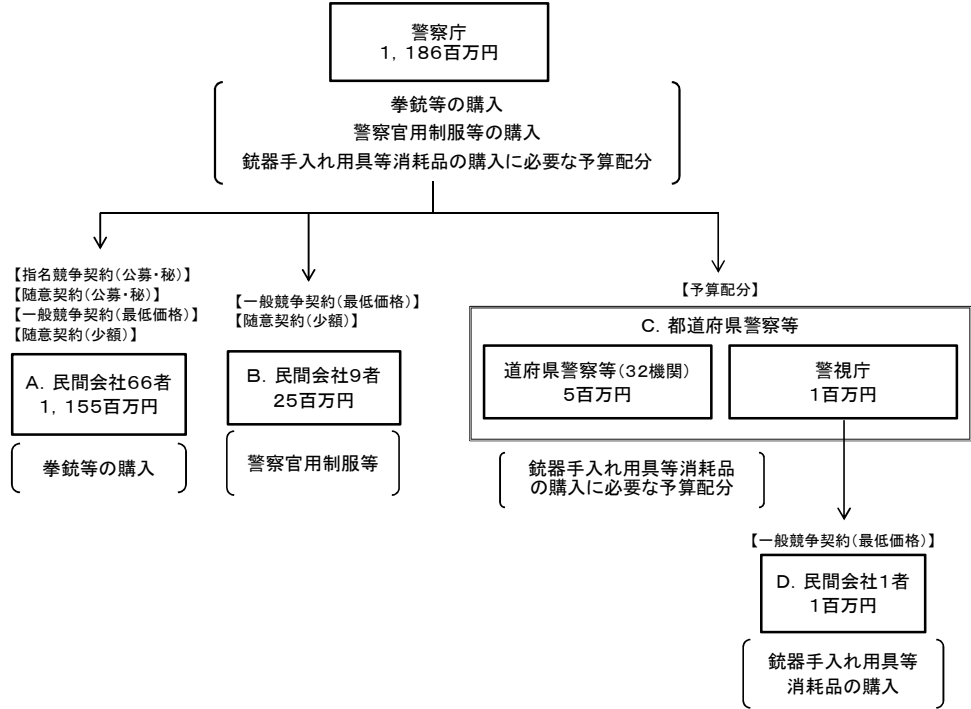 警察庁
1，186百万円
拳銃等の購入
警察官用制服等の購入
銃器手入れ用具等消耗品の購入に必要な予算配分
【指名競争契約（公募・秘）】
【随意契約（公募・秘）】
【一般競争契約（最低価格）】
【随意契約（少額）】
A．民間会社66者
1，155百万円
拳銃等の購入
【一般競争契約（最低価格）】
【随意契約（少額）】
B．民間会社9者
25百万円
警察官用制服等
【予算配分】
C．都道府県警察等
道府県警察等（32機関）
5百万円
警視庁
1百万円
銃器手入れ用具等消耗品
の購入に必要な予算配分
【一般競争契約（最低価格）】
D．民間会社1者
1百万円
銃器手入れ用具等
消耗品の購入